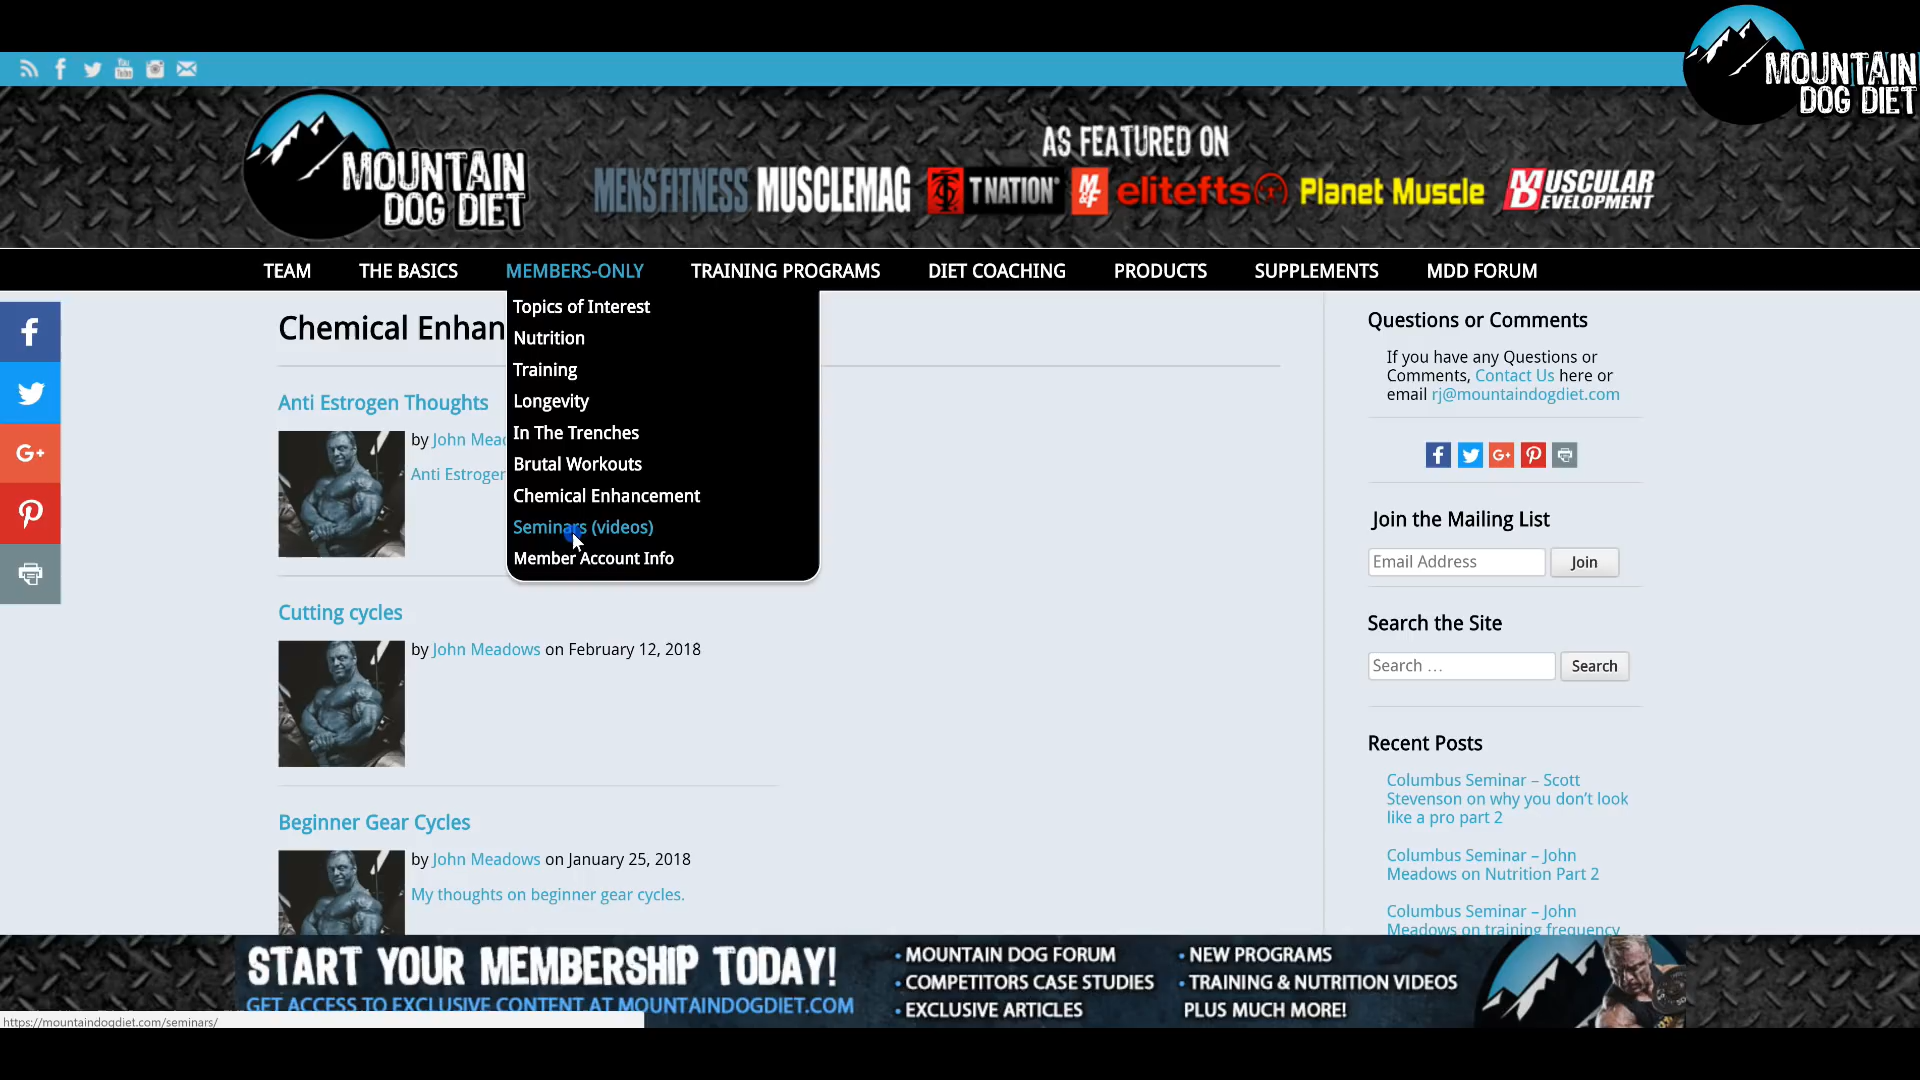 MOUNTAIN
DOG DIET
MOUNTAIN
DOG DIET
AS FEATURED ON
MEN'SFITNESS MUSCLEMAG T NATION M&F elitefts Planet Muscle MUSCULAR
DEVELOPMENT
TEAM THE BASICS MEMBERS-ONLY TRAINING PROGRAMS DIET COACHING PRODUCTS SUPPLEMENTS MDD FORUM
Topics of Interest
Nutrition
Training
Longevity
In The Trenches
Brutal Workouts
Chemical Enhancement
Seminars (videos)
Member Account Info
Chemical Enhan
Anti Estrogen Thoughts
by John Mead
Anti Estrogen
Cutting cycles
by John Meadows on February 12, 2018
Beginner Gear Cycles
by John Meadows on January 25, 2018
My thoughts on beginner gear cycles.
Questions or Comments
If you have any Questions or
Comments, Contact Us here or
email rj@mountaindogdiet.com
Join the Mailing List
Email Address Join
Search the Site
Search … Search
Recent Posts
Columbus Seminar – Scott
Stevenson on why you don't look
like a pro part 2
Columbus Seminar – John
Meadows on Nutrition Part 2
Columbus Seminar – John
Meadows on training frequency
START YOUR MEMBERSHIP TODAY!
GET ACCESS TO EXCLUSIVE CONTENT AT MOUNTAINDOGDIET.COM
• MOUNTAIN DOG FORUM
• COMPETITORS CASE STUDIES
• EXCLUSIVE ARTICLES
• NEW PROGRAMS
• TRAINING & NUTRITION VIDEOS
PLUS MUCH MORE!
https://mountaindogdiet.com/seminars/